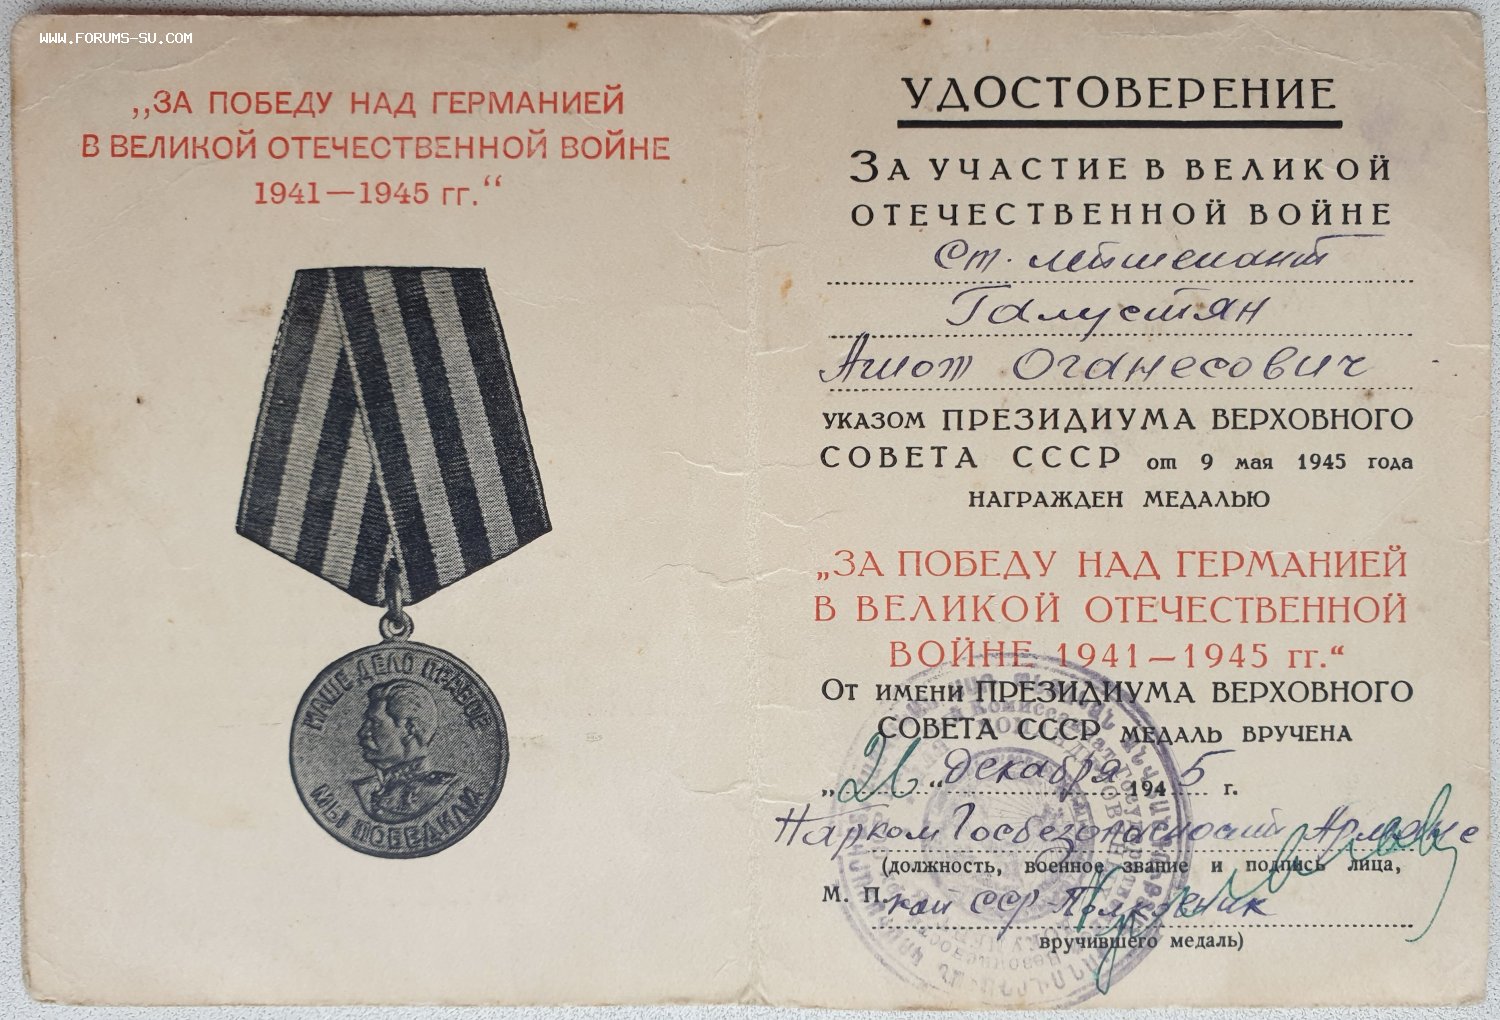 WWW.FORUMS-SU.COM
„ЗА ПОБЕДУ НАД ГЕРМАНИЕЙ
В ВЕЛИКОЙ ОТЕЧЕСТВЕННОЙ ВОЙНЕ
1941—1945 гг.“
НАШЕ ДЕЛО ПРАВОЕ
МЫ ПОБЕДИЛИ
УДОСТОВЕРЕНИЕ
ЗА УЧАСТИЕ В ВЕЛИКОЙ
ОТЕЧЕСТВЕННОЙ ВОЙНЕ
Ст. лейтенант
Галустян
Ашот Оганесович
УКАЗОМ ПРЕЗИДИУМА ВЕРХОВНОГО
СОВЕТА СССР от 9 мая 1945 года
НАГРАЖДЕН МЕДАЛЬЮ
„ЗА ПОБЕДУ НАД ГЕРМАНИЕЙ
В ВЕЛИКОЙ ОТЕЧЕСТВЕННОЙ
ВОЙНЕ 1941—1945 гг.“
ОТ ИМЕНИ ПРЕЗИДИУМА ВЕРХОВНОГО
СОВЕТА СССР МЕДАЛЬ ВРУЧЕНА
„26“ декабря 1945 г.
Нарком Госбезопасности Армянс
(должность, военное звание и подпись лица,
М. П. кой ССР-Полковник
вручившего медаль)